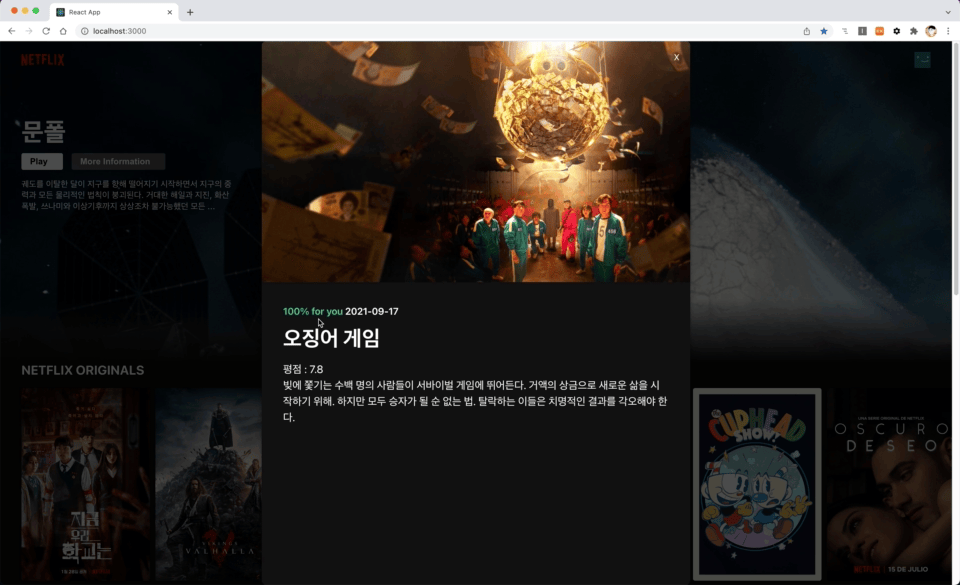 React App
localhost:3000
NETFLIX
X
문폴
Play
More Information
궤도를 이탈한 달이 지구를 향해 떨어지기 시작하면서 지구의 중
력과 모든 물리적인 법칙이 붕괴된다. 거대한 해일과 지진, 화산
폭발, 쓰나미와 이상기후까지 상상조차 불가능했던 모든 ...
100% for you 2021-09-17
오징어 게임
평점 : 7.8
빚에 쫓기는 수백 명의 사람들이 서바이벌 게임에 뛰어든다. 거액의 상금으로 새로운 삶을 시
작하기 위해. 하지만 모두 승자가 될 순 없는 법. 탈락하는 이들은 치명적인 결과를 각오해야 한
다.
NETFLIX ORIGINALS
지금
우리
학교는
VIKINGS
VALHALLA
THE
CUPHEAD
SHOW!
UNA SERIE ORIGINAL DE NETFLIX
OSCURO
DESEO
NETFLIX | 15 DE JULIO